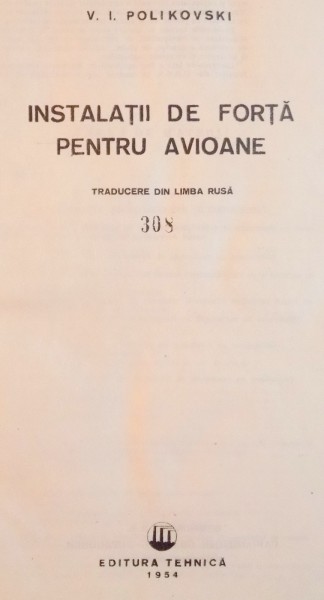 V. I. POLIKOVSKI
INSTALAȚII DE FORȚĂ
PENTRU AVIOANE
TRADUCERE DIN LIMBA RUSĂ
308
EDITURA TEHNICĂ
1954